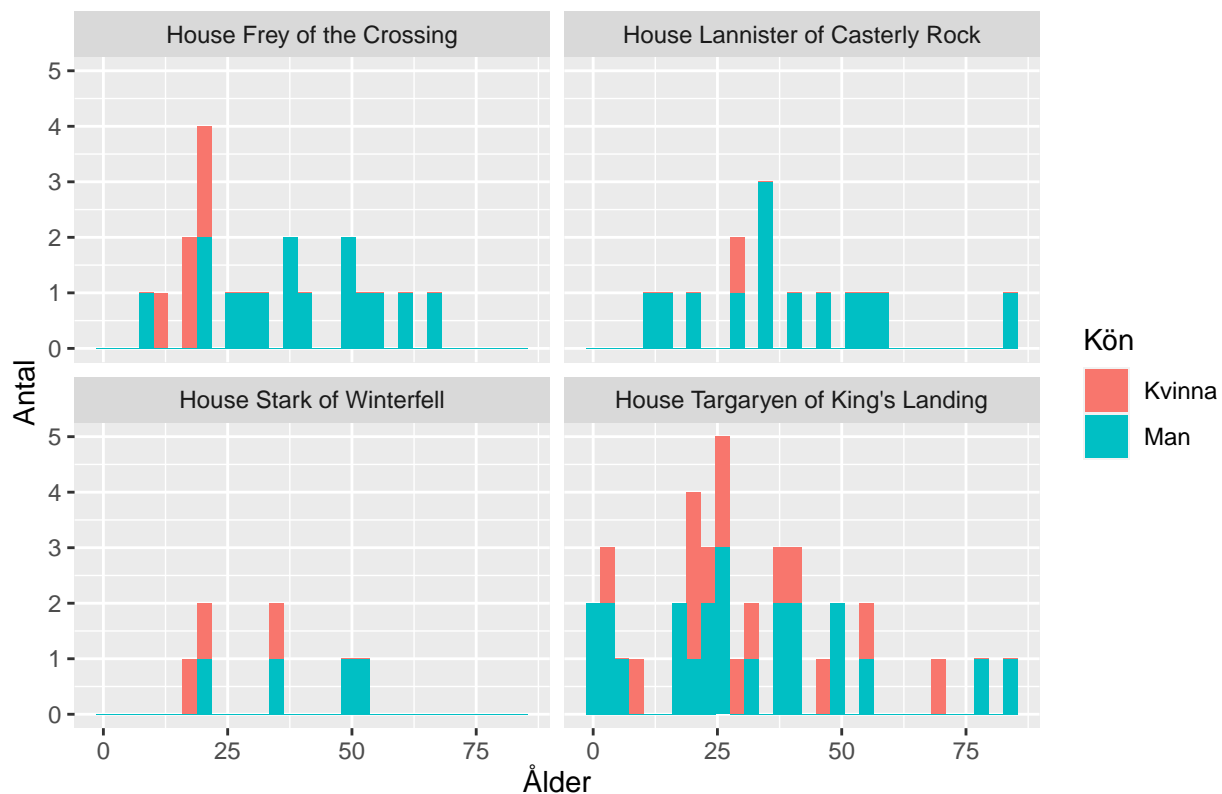 House Frey of the Crossing
House Lannister of Casterly Rock
5
4
3
2
1
0
House Stark of Winterfell
House Targaryen of King's Landing
5
4
3
2
1
0
0
25
50
75
0
25
50
75
Ålder
Antal
Kön
Kvinna
Man